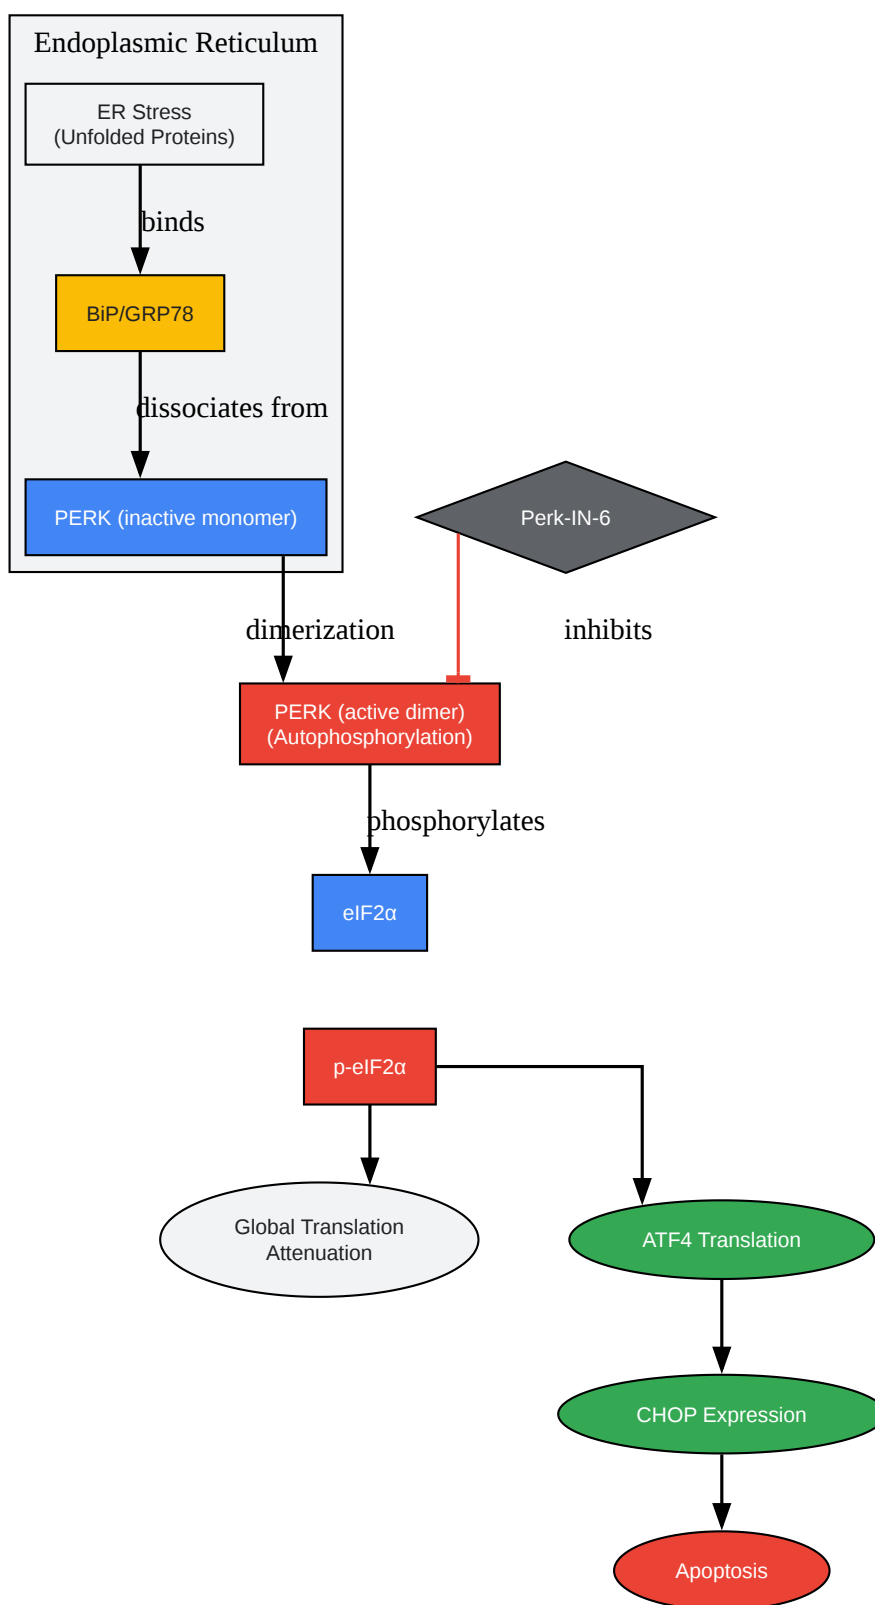 Endoplasmic Reticulum
ER Stress
(Unfolded Proteins)
binds
BiP/GRP78
dissociates from
PERK (inactive monomer)
Perk-IN-6
dimerization
inhibits
PERK (active dimer)
(Autophosphorylation)
phosphorylates
eIF2α
p-eIF2α
Global Translation
Attenuation
ATF4 Translation
CHOP Expression
Apoptosis